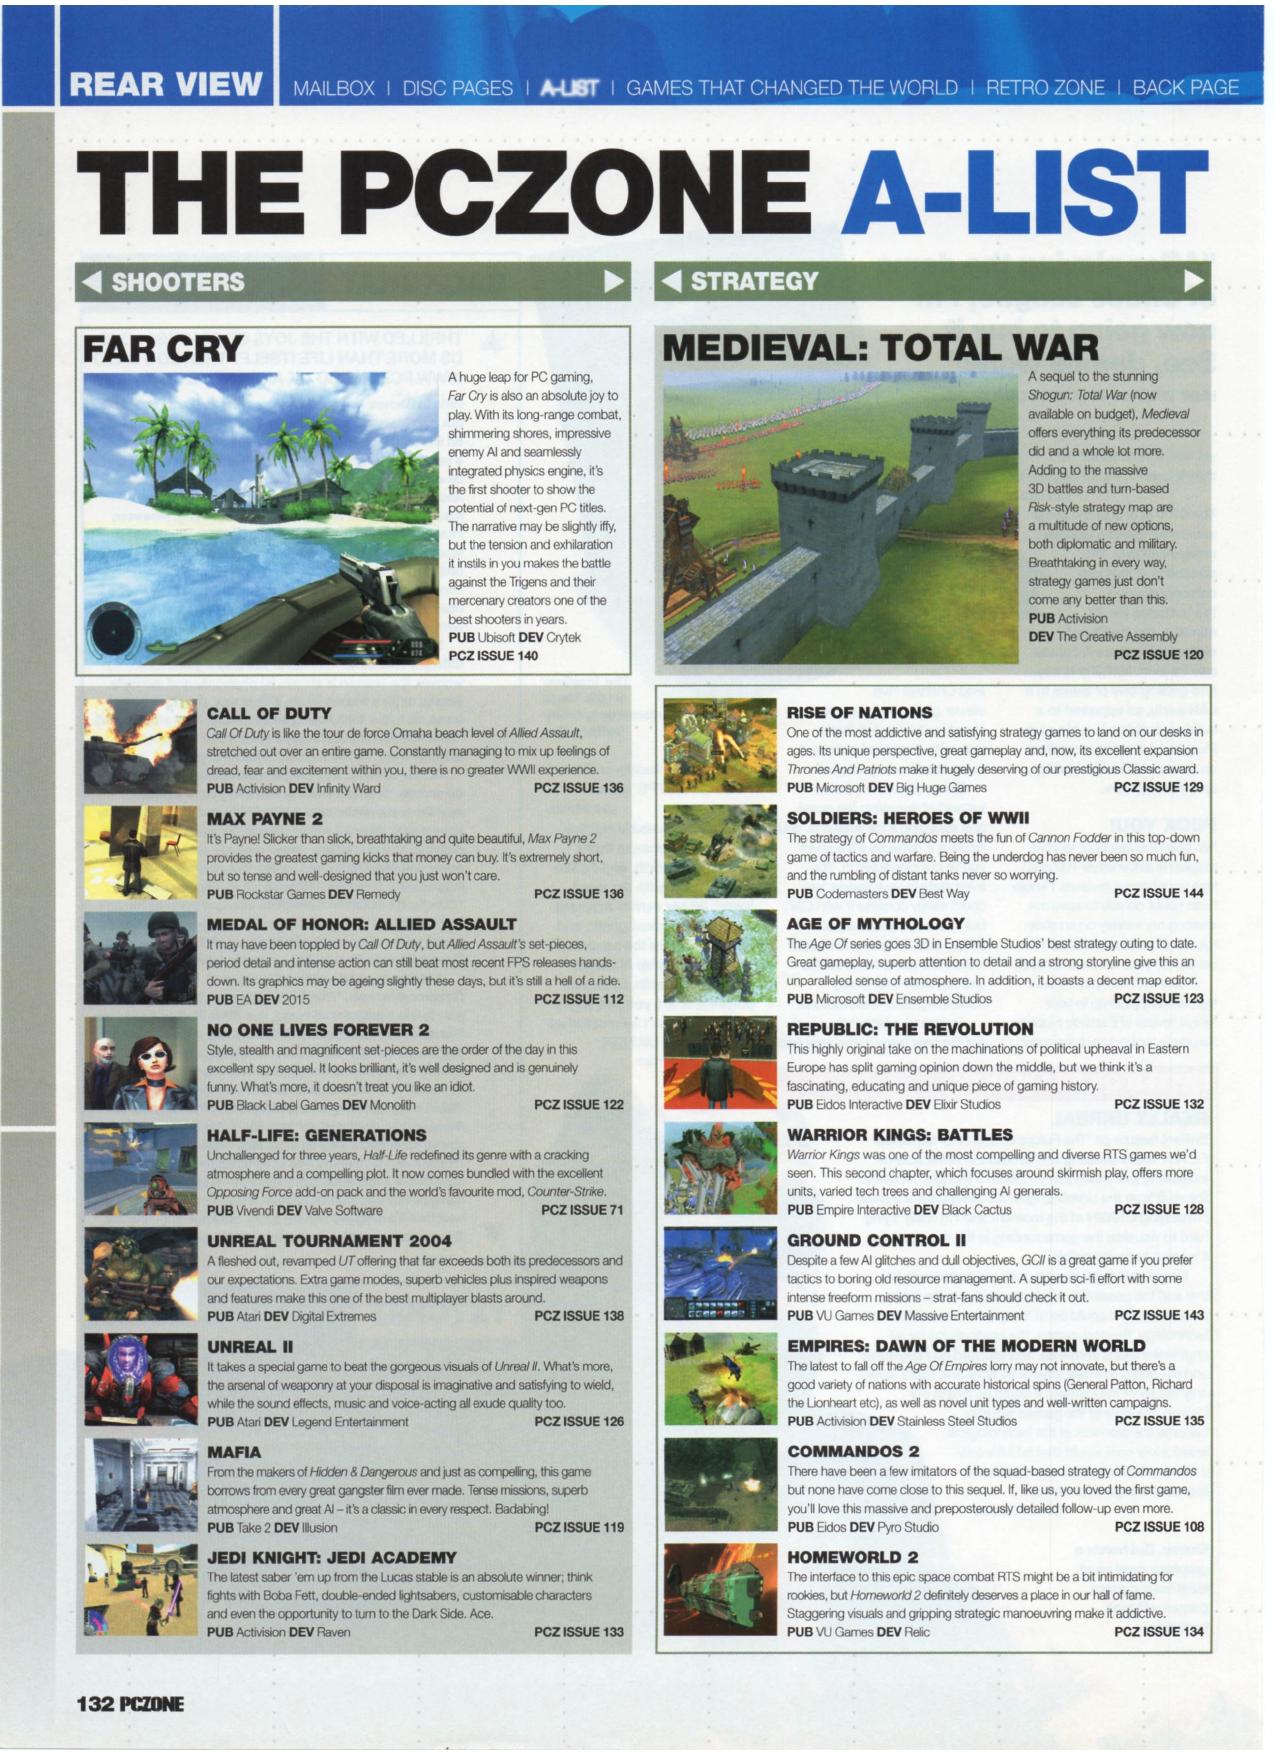 REAR VIEW
MAILBOX | DISC PAGES | A-LIST | GAMES THAT CHANGED THE WORLD | RETRO ZONE | BACK PAGE
THE PCZONE A-LIST
SHOOTERS
FAR CRY
A huge leap for PC gaming,
Far Cry is also an absolute joy to
play. With its long-range combat,
shimmering shores, impressive
enemy AI and seamlessly
integrated physics engine, it's
the first shooter to show the
potential of next-gen PC titles.
The narrative may be slightly iffy,
but the tension and exhilaration
it instils in you makes the battle
against the Trigens and their
mercenary creators one of the
best shooters in years.
PUB Ubisoft DEV Crytek
PCZ ISSUE 140
CALL OF DUTY
Call Of Duty is like the tour de force Omaha beach level of Allied Assault,
stretched out over an entire game. Constantly managing to mix up feelings of
dread, fear and excitement within you, there is no greater WWII experience.
PUB Activision DEV Infinity Ward PCZ ISSUE 136
MAX PAYNE 2
It's Payne! Slicker than slick, breathtaking and quite beautiful, Max Payne 2
provides the greatest gaming kicks that money can buy. It's extremely short,
but so tense and well-designed that you just won't care.
PUB Rockstar Games DEV Remedy PCZ ISSUE 136
MEDAL OF HONOR: ALLIED ASSAULT
It may have been toppled by Call Of Duty, but Allied Assault's set-pieces,
period detail and intense action can still beat most recent FPS releases hands-
down. Its graphics may be ageing slightly these days, but it's still a hell of a ride.
PUB EA DEV 2015 PCZ ISSUE 112
NO ONE LIVES FOREVER 2
Style, stealth and magnificent set-pieces are the order of the day in this
excellent spy sequel. It looks brilliant, it's well designed and is genuinely
funny. What's more, it doesn't treat you like an idiot.
PUB Black Label Games DEV Monolith PCZ ISSUE 122
HALF-LIFE: GENERATIONS
Unchallenged for three years, Half-Life redefined its genre with a cracking
atmosphere and a compelling plot. It now comes bundled with the excellent
Opposing Force add-on pack and the world's favourite mod, Counter-Strike.
PUB Vivendi DEV Valve Software PCZ ISSUE 71
UNREAL TOURNAMENT 2004
A fleshed out, revamped UT offering that far exceeds both its predecessors and
our expectations. Extra game modes, superb vehicles plus inspired weapons
and features make this one of the best multiplayer blasts around.
PUB Atari DEV Digital Extremes PCZ ISSUE 138
UNREAL II
It takes a special game to beat the gorgeous visuals of Unreal II. What's more,
the arsenal of weaponry at your disposal is imaginative and satisfying to wield,
while the sound effects, music and voice-acting all exude quality too.
PUB Atari DEV Legend Entertainment PCZ ISSUE 126
MAFIA
From the makers of Hidden & Dangerous and just as compelling, this game
borrows from every great gangster film ever made. Tense missions, superb
atmosphere and great AI – it's a classic in every respect. Badabing!
PUB Take 2 DEV Illusion PCZ ISSUE 119
JEDI KNIGHT: JEDI ACADEMY
The latest saber 'em up from the Lucas stable is an absolute winner; think
fights with Boba Fett, double-ended lightsabers, customisable characters
and even the opportunity to turn to the Dark Side. Ace.
PUB Activision DEV Raven PCZ ISSUE 133
STRATEGY
MEDIEVAL: TOTAL WAR
A sequel to the stunning
Shogun: Total War (now
available on budget), Medieval
offers everything its predecessor
did and a whole lot more.
Adding to the massive
3D battles and turn-based
Risk-style strategy map are
a multitude of new options,
both diplomatic and military.
Breathtaking in every way,
strategy games just don't
come any better than this.
PUB Activision
DEV The Creative Assembly
PCZ ISSUE 120
RISE OF NATIONS
One of the most addictive and satisfying strategy games to land on our desks in
ages. Its unique perspective, great gameplay and, now, its excellent expansion
Thrones And Patriots make it hugely deserving of our prestigious Classic award.
PUB Microsoft DEV Big Huge Games PCZ ISSUE 129
SOLDIERS: HEROES OF WWII
The strategy of Commandos meets the fun of Cannon Fodder in this top-down
game of tactics and warfare. Being the underdog has never been so much fun,
and the rumbling of distant tanks never so worrying.
PUB Codemasters DEV Best Way PCZ ISSUE 144
AGE OF MYTHOLOGY
The Age Of series goes 3D in Ensemble Studios' best strategy outing to date.
Great gameplay, superb attention to detail and a strong storyline give this an
unparalleled sense of atmosphere. In addition, it boasts a decent map editor.
PUB Microsoft DEV Ensemble Studios PCZ ISSUE 123
REPUBLIC: THE REVOLUTION
This highly original take on the machinations of political upheaval in Eastern
Europe has split gaming opinion down the middle, but we think it's a
fascinating, educating and unique piece of gaming history.
PUB Eidos Interactive DEV Elixir Studios PCZ ISSUE 132
WARRIOR KINGS: BATTLES
Warrior Kings was one of the most compelling and diverse RTS games we'd
seen. This second chapter, which focuses around skirmish play, offers more
units, varied tech trees and challenging AI generals.
PUB Empire Interactive DEV Black Cactus PCZ ISSUE 128
GROUND CONTROL II
Despite a few AI glitches and dull objectives, GCII is a great game if you prefer
tactics to boring old resource management. A superb sci-fi effort with some
intense freeform missions – strat-fans should check it out.
PUB VU Games DEV Massive Entertainment PCZ ISSUE 143
EMPIRES: DAWN OF THE MODERN WORLD
The latest to fall off the Age Of Empires lorry may not innovate, but there's a
good variety of nations with accurate historical spins (General Patton, Richard
the Lionheart etc), as well as novel unit types and well-written campaigns.
PUB Activision DEV Stainless Steel Studios PCZ ISSUE 135
COMMANDOS 2
There have been a few imitators of the squad-based strategy of Commandos
but none have come close to this sequel. If, like us, you loved the first game,
you'll love this massive and preposterously detailed follow-up even more.
PUB Eidos DEV Pyro Studio PCZ ISSUE 108
HOMEWORLD 2
The interface to this epic space combat RTS might be a bit intimidating for
rookies, but Homeworld 2 definitely deserves a place in our hall of fame.
Staggering visuals and gripping strategic manoeuvring make it addictive.
PUB VU Games DEV Relic PCZ ISSUE 134
132 PCZONE